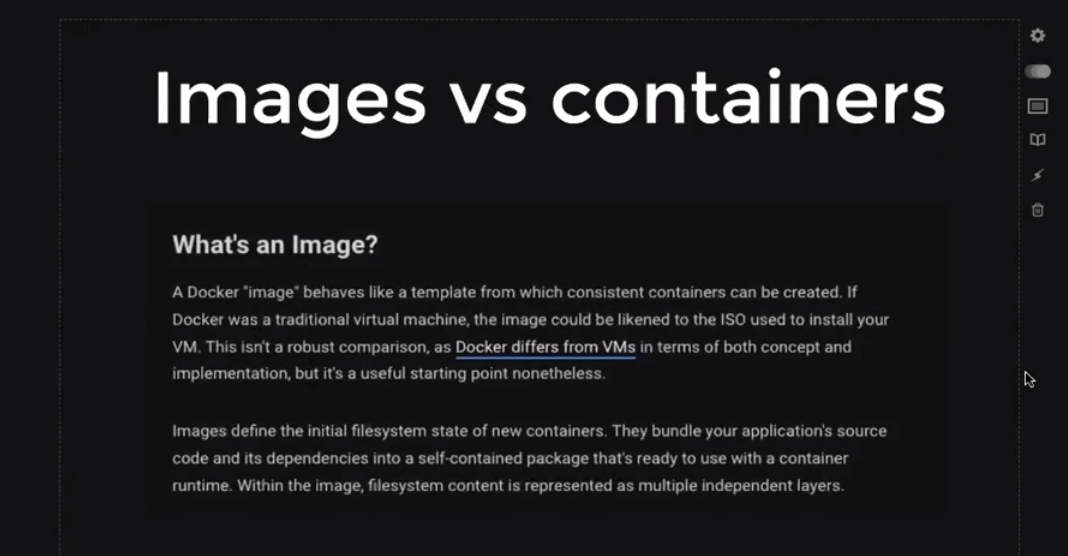 Images vs containers
What's an Image?
A Docker "image" behaves like a template from which consistent containers can be created. If
Docker was a traditional virtual machine, the image could be likened to the ISO used to install your
VM. This isn't a robust comparison, as Docker differs from VMs in terms of both concept and
implementation, but it's a useful starting point nonetheless.
Images define the initial filesystem state of new containers. They bundle your application's source
code and its dependencies into a self-contained package that's ready to use with a container
runtime. Within the image, filesystem content is represented as multiple independent layers.